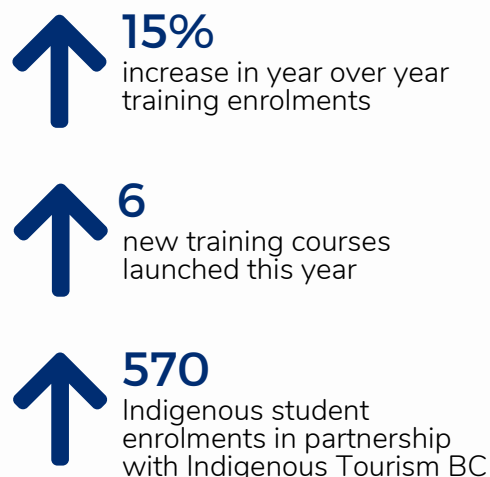 15%
increase in year over year
training enrolments
6
new training courses
launched this year
570
Indigenous student
enrolments in partnership
with Indigenous Tourism BC